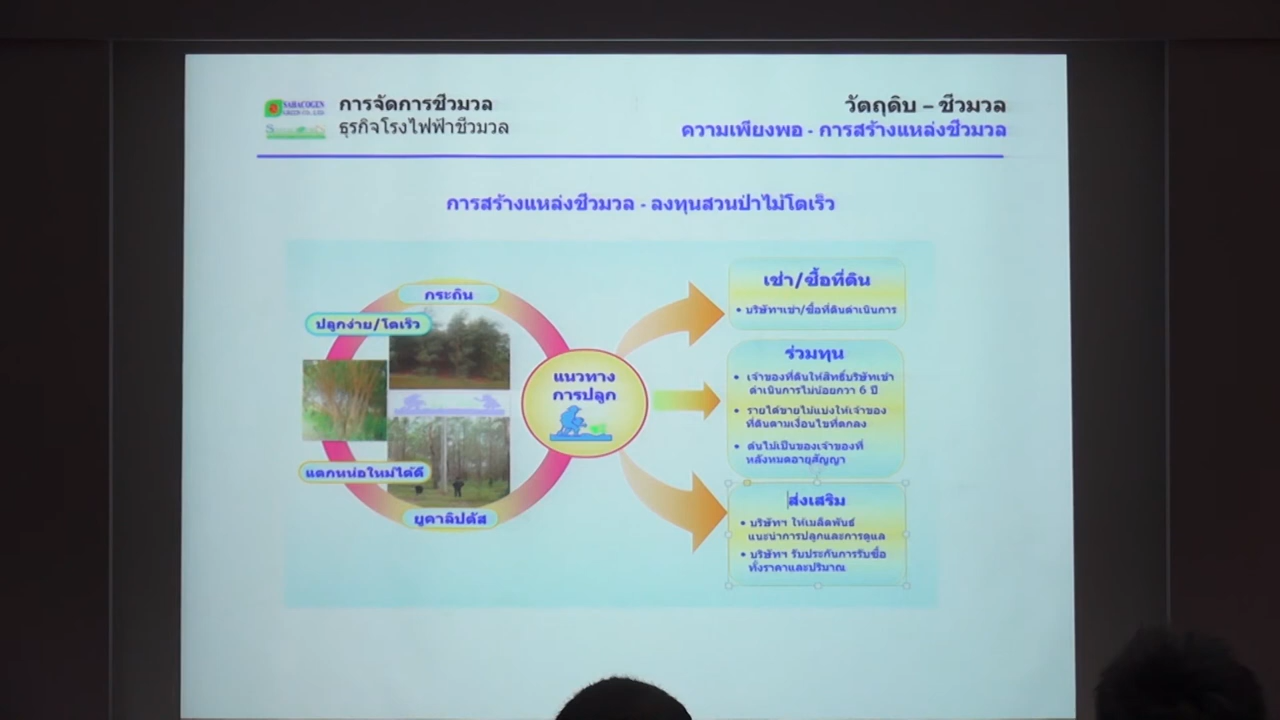 SAHACOGEN
การจัดการชีวมวล
ธุรกิจโรงไฟฟ้าชีวมวล
วัตถุดิบ – ชีวมวล
ความเพียงพอ - การสร้างแหล่งชีวมวล
การสร้างแหล่งชีวมวล - ลงทุนสวนป่าไม้โตเร็ว
กระถิน
ปลูกง่าย/โตเร็ว
แตกหน่อใหม่ได้ดี
ยูคาลิปตัส
แนวทาง
การปลูก
เช่า/ซื้อที่ดิน
• บริษัทฯเช่า/ซื้อที่ดินดำเนินการ
ร่วมทุน
• เจ้าของที่ดินให้สิทธิ์บริษัทเช่า
ดำเนินการไม่น้อยกว่า 6 ปี
• รายได้ขายไม้แบ่งให้เจ้าของ
ที่ดินตามเงื่อนไขที่ตกลง
• ต้นไม้เป็นของเจ้าของที่
หลังหมดอายุสัญญา
ส่งเสริม
• บริษัทฯ ให้เมล็ดพันธ์
แนะนำการปลูกและการดูแล
• บริษัทฯ รับประกันการรับซื้อ
ทั้งราคาและปริมาณ